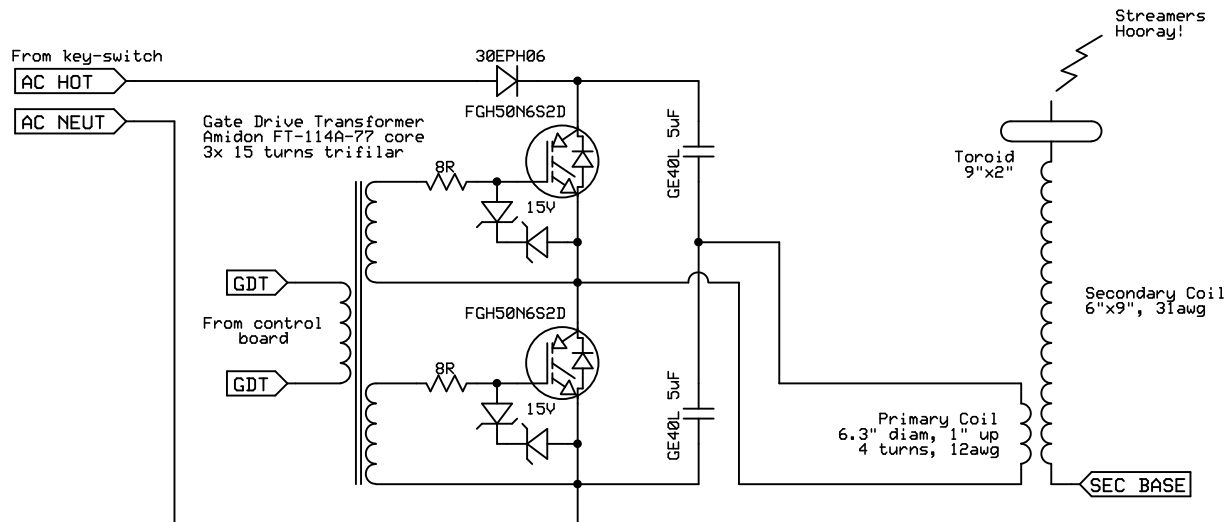 Streamers
Hooray!
From key-switch
30EPH06
AC HOT
AC NEUT
FGH50N6S2D
Gate Drive Transformer
Amidon FT-114A-77 core
3x 15 turns trifilar
GE40L 5uF
8R
15V
Toroid
9"x2"
GDT
From control
board
GDT
FGH50N6S2D
Secondary Coil
6"x9", 31awg
8R
15V
GE40L 5uF
Primary Coil
6.3" diam, 1" up
4 turns, 12awg
SEC BASE